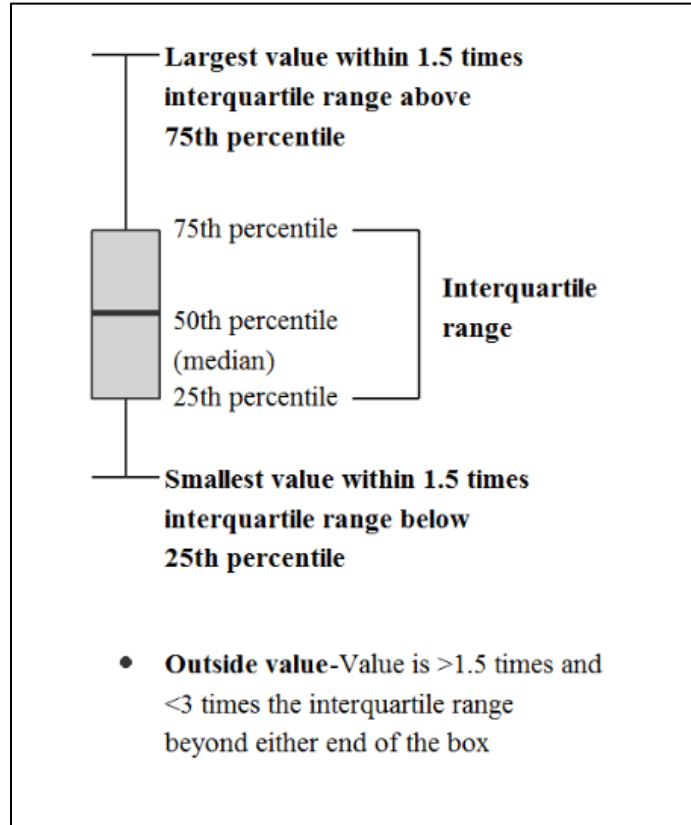 Largest value within 1.5 times
interquartile range above
75th percentile
75th percentile
Interquartile
range
50th percentile
(median)
25th percentile
Smallest value within 1.5 times
interquartile range below
25th percentile
Outside value-Value is >1.5 times and
<3 times the interquartile range
beyond either end of the box